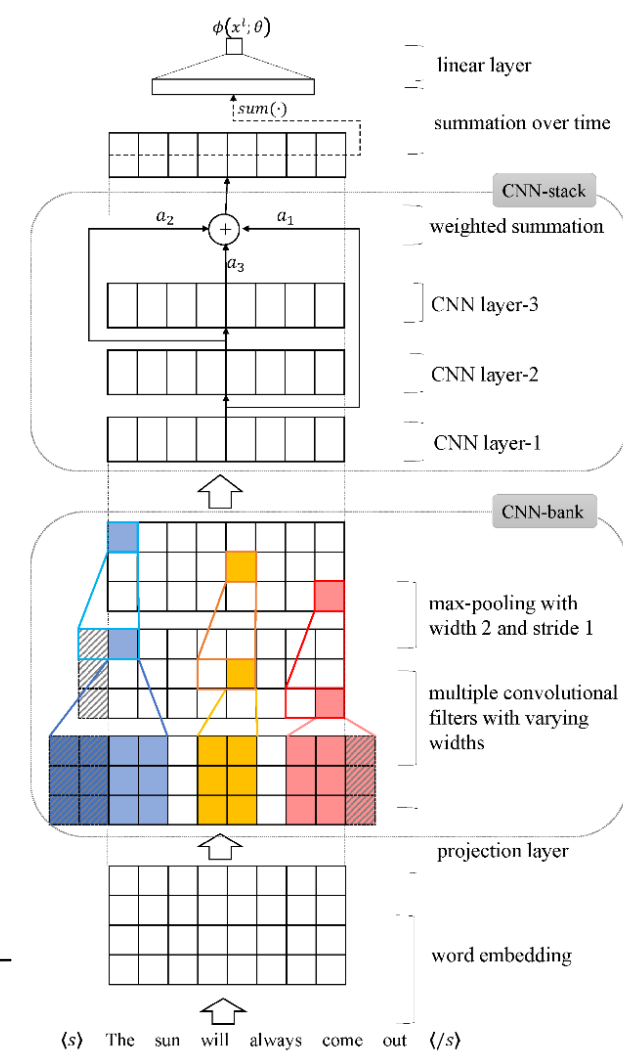 ϕ(xˡ; θ)
linear layer
sum(·)
summation over time
CNN-stack
a₂
a₁
+
weighted summation
a₃
CNN layer-3
CNN layer-2
CNN layer-1
CNN-bank
max-pooling with
width 2 and stride 1
multiple convolutional
filters with varying
widths
projection layer
word embedding
⟨s⟩ The sun will always come out ⟨/s⟩